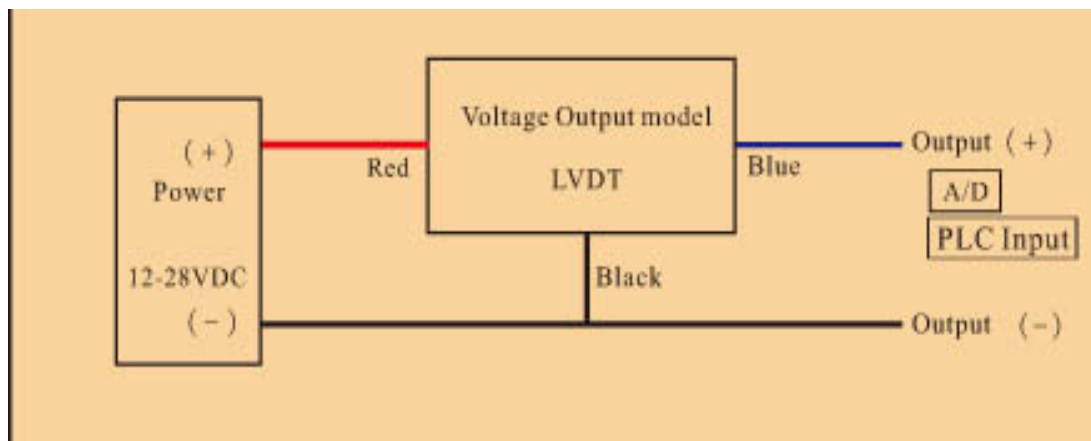 (+)
Power
12-28VDC
(-)
Red
Voltage Output model
LVDT
Black
Blue
Output (+)
A/D
PLC Input
Output (-)